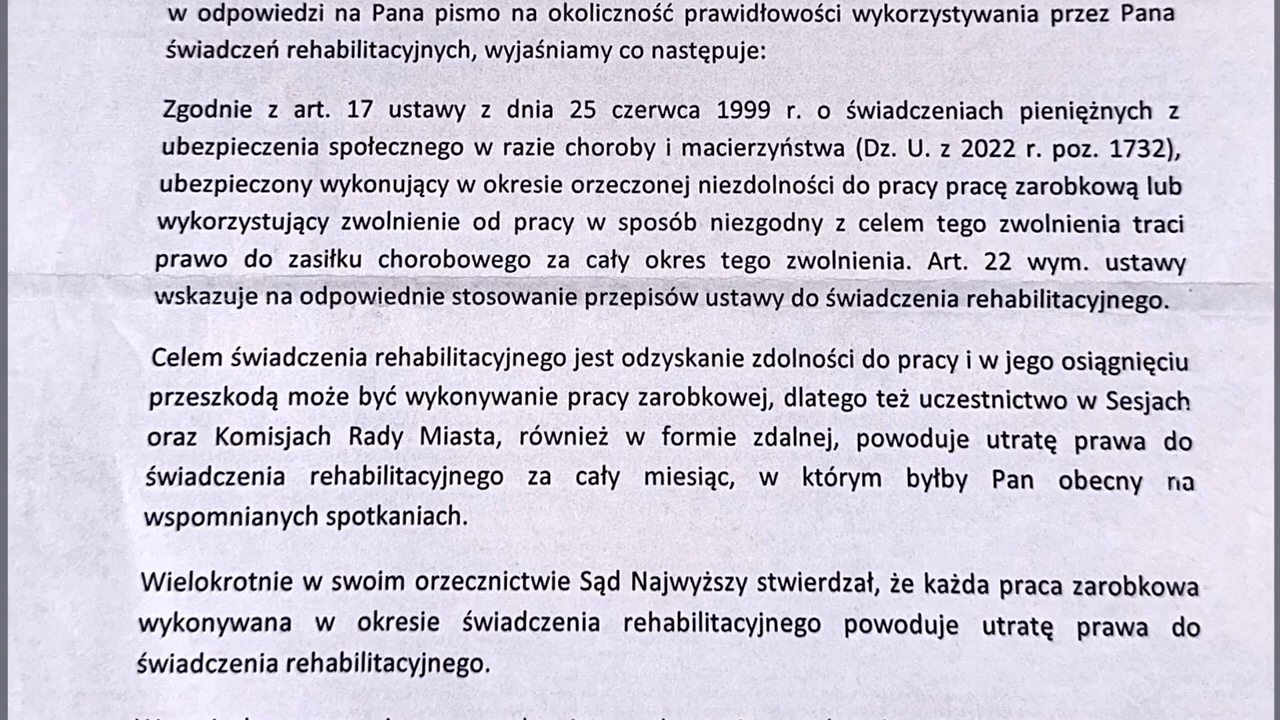 w odpowiedzi na Pana pismo na okoliczność prawidłowości wykorzystywania przez Pana
świadczeń rehabilitacyjnych, wyjaśniamy co następuje:
Zgodnie z art. 17 ustawy z dnia 25 czerwca 1999 r. o świadczeniach pieniężnych z
ubezpieczenia społecznego w razie choroby i macierzyństwa (Dz. U. z 2022 r. poz. 1732),
ubezpieczony wykonujący w okresie orzeczonej niezdolności do pracy pracę zarobkową lub
wykorzystujący zwolnienie od pracy w sposób niezgodny z celem tego zwolnienia traci
prawo do zasiłku chorobowego za cały okres tego zwolnienia. Art. 22 wym. ustawy
wskazuje na odpowiednie stosowanie przepisów ustawy do świadczenia rehabilitacyjnego.
Celem świadczenia rehabilitacyjnego jest odzyskanie zdolności do pracy i w jego osiągnięciu
przeszkodą może być wykonywanie pracy zarobkowej, dlatego też uczestnictwo w Sesjach
oraz Komisjach Rady Miasta, również w formie zdalnej, powoduje utratę prawa do
świadczenia rehabilitacyjnego za cały miesiąc, w którym byłby Pan obecny na
wspomnianych spotkaniach.
Wielokrotnie w swoim orzecznictwie Sąd Najwyższy stwierdzał, że każda praca zarobkowa
wykonywana w okresie świadczenia rehabilitacyjnego powoduje utratę prawa do
świadczenia rehabilitacyjnego.